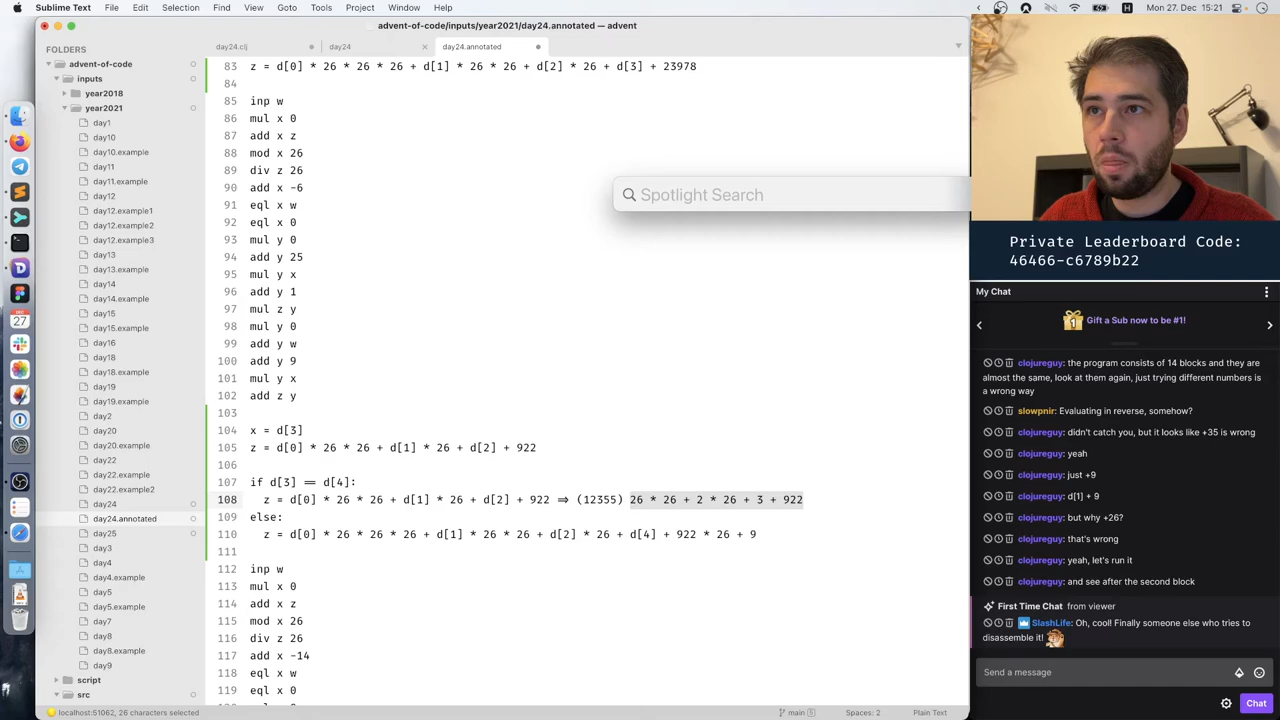 Sublime Text File Edit Selection Find View Goto Tools Project Window Help
Mon 27. Dec 15:21
advent-of-code/inputs/year2021/day24.annotated — advent
FOLDERS
advent-of-code
inputs
year2018
year2021
day1
day10
day10.example
day11
day11.example
day12
day12.example1
day12.example2
day12.example3
day13
day13.example
day14
day14.example
day15
day15.example
day16
day18
day18.example
day19
day19.example
day2
day20
day20.example
day22
day22.example
day22.example2
day24
day24.annotated
day25
day3
day3.example
day4
day4.example
day5
day5.example
day7
day8
day8.example
day9
script
src
day24.clj
day24
day24.annotated
83 z = d[0] * 26 * 26 * 26 + d[1] * 26 * 26 + d[2] * 26 + d[3] + 23978
84
85 inp w
86 mul x 0
87 add x z
88 mod x 26
89 div z 26
90 add x -6
91 eql x w
92 eql x 0
93 mul y 0
94 add y 25
95 mul y x
96 add y 1
97 mul z y
98 mul y 0
99 add y w
100 add y 9
101 mul y x
102 add z y
103
104 x = d[3]
105 z = d[0] * 26 * 26 + d[1] * 26 + d[2] + 922
106
107 if d[3] == d[4]:
108 z = d[0] * 26 * 26 + d[1] * 26 + d[2] + 922 => (12355) 26 * 26 + 2 * 26 + 3 + 922
109 else:
110 z = d[0] * 26 * 26 * 26 + d[1] * 26 * 26 + d[2] * 26 + d[4] + 922 * 26 + 9
111
112 inp w
113 mul x 0
114 add x z
115 mod x 26
116 div z 26
117 add x -14
118 eql x w
119 eql x 0
Spotlight Search
localhost:51062, 26 characters selected
main 5
Spaces: 2
Plain Text
DEC
27
Private Leaderboard Code:
46466-c6789b22
My Chat
Gift a Sub now to be #1!
clojureguy: the program consists of 14 blocks and they are
almost the same, look at them again, just trying different numbers is
a wrong way
slowpnir: Evaluating in reverse, somehow?
clojureguy: didn't catch you, but it looks like +35 is wrong
clojureguy: yeah
clojureguy: just +9
clojureguy: d[1] + 9
clojureguy: but why +26?
clojureguy: that's wrong
clojureguy: yeah, let's run it
clojureguy: and see after the second block
First Time Chat from viewer
SlashLife: Oh, cool! Finally someone else who tries to
disassemble it!
Send a message
Chat